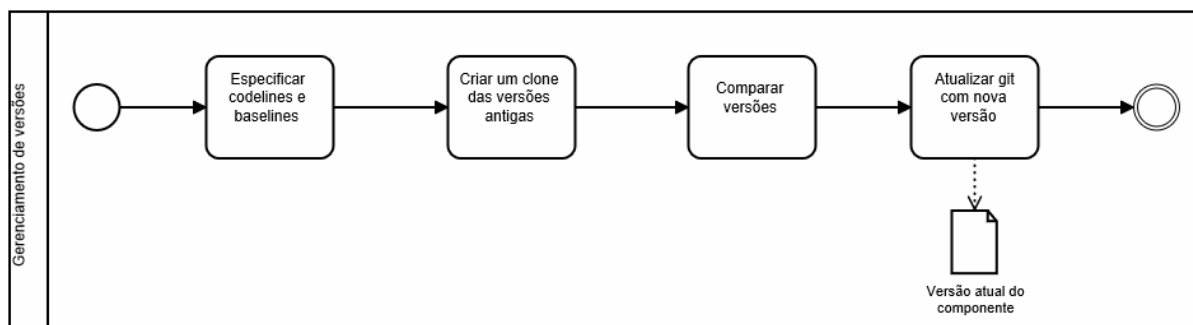 Gerenciamento de versões
Especificar
codelines e
baselines
Criar um clone
das versões
antigas
Comparar
versões
Atualizar git
com nova
versão
Versão atual do
componente